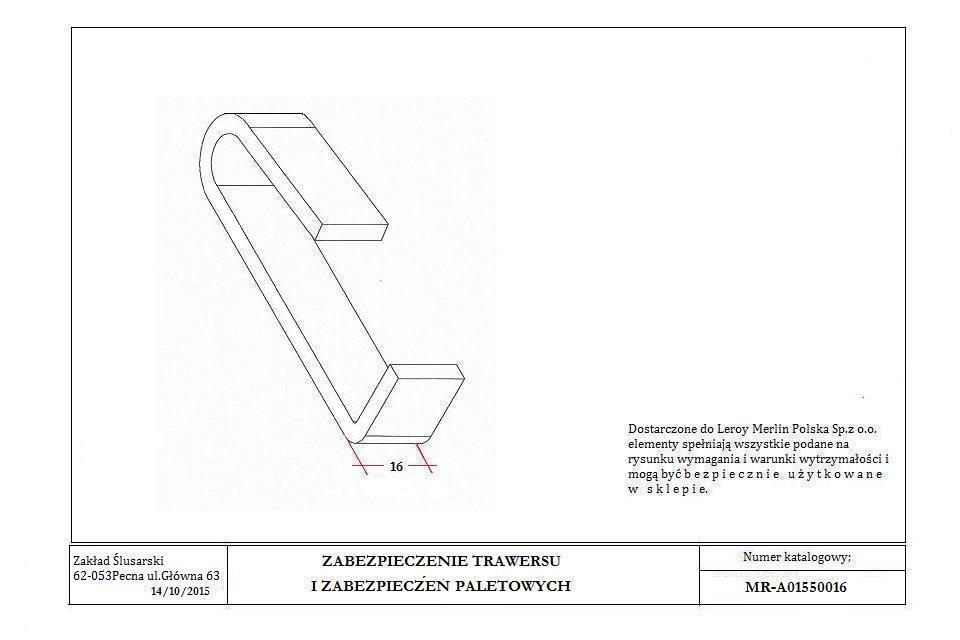 16
Dostarczone do Leroy Merlin Polska Sp.z o.o.
elementy spełniają wszystkie podane na
rysunku wymagania i warunki wytrzymałości i
mogą być b e z p i e c z n i e u ż y t k o w a n e
w s k l e p i e.
Zakład Ślusarski
62-053Pecna ul.Główna 63
14/10/2015
ZABEZPIECZENIE TRAWERSU
I ZABEZPIECZEŃ PALETOWYCH
Numer katalogowy;
MR-A01550016